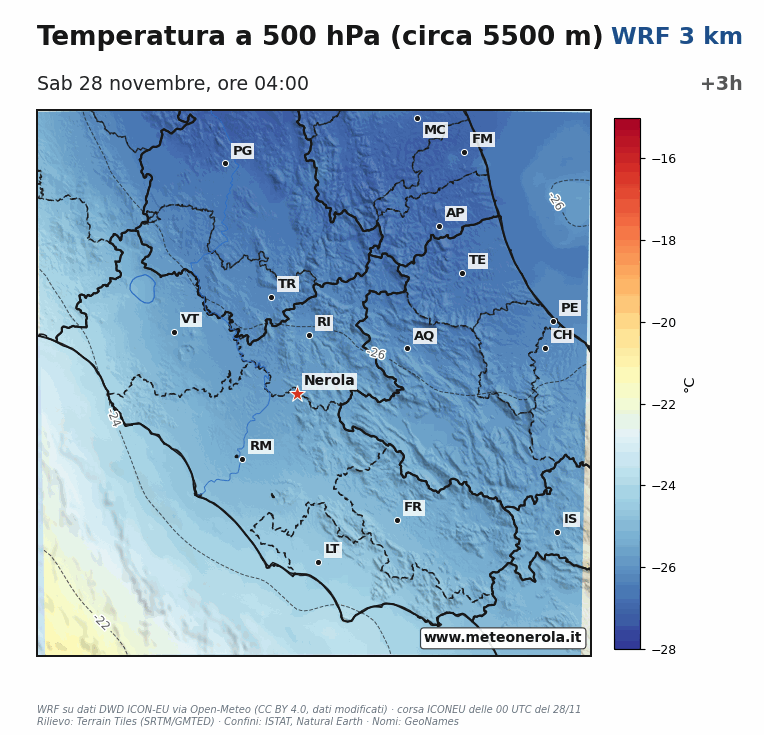 Temperatura a 500 hPa (circa 5500 m) WRF 3 km
Sab 28 novembre, ore 04:00
+3h
MC
FM
PG
-26
AP
TE
TR
PE
VT
RI
AQ
CH
-26
Nerola
-24
RM
FR
IS
LT
-22
www.meteonerola.it
−16
−18
−20
−22
−24
−26
−28
°C
WRF su dati DWD ICON-EU via Open-Meteo (CC BY 4.0, dati modificati) · corsa ICONEU delle 00 UTC del 28/11
Rilievo: Terrain Tiles (SRTM/GMTED) · Confini: ISTAT, Natural Earth · Nomi: GeoNames